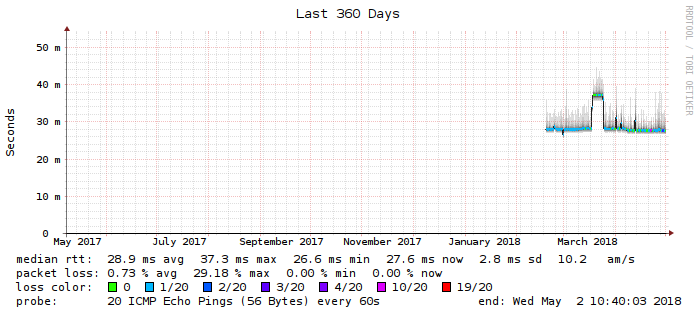 Last 360 Days
RRDTOOL / TOBI OETIKER
Seconds
50 m
40 m
30 m
20 m
10 m
0
May 2017 July 2017 September 2017 November 2017 January 2018 March 2018
median rtt: 28.9 ms avg 37.3 ms max 26.6 ms min 27.6 ms now 2.8 ms sd 10.2 am/s
packet loss: 0.73 % avg 29.18 % max 0.00 % min 0.00 % now
loss color: 0 1/20 2/20 3/20 4/20 10/20 19/20
probe: 20 ICMP Echo Pings (56 Bytes) every 60s end: Wed May 2 10:40:03 2018